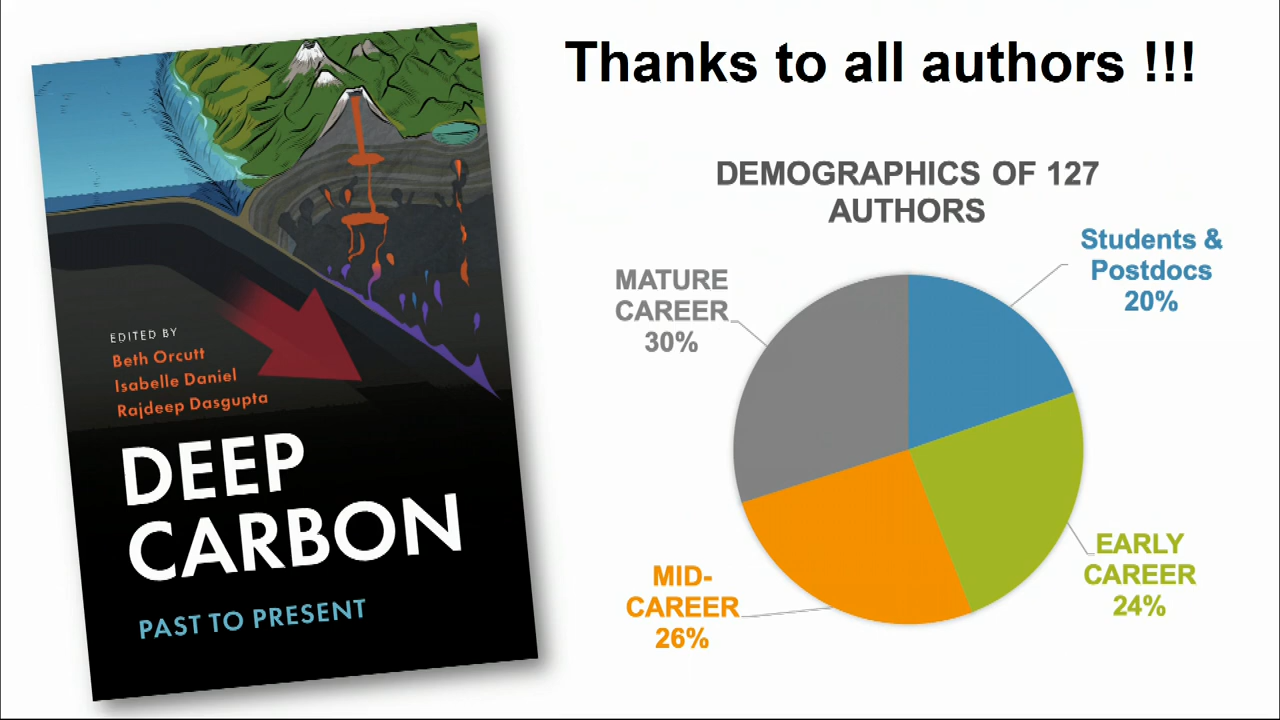 EDITED BY
Beth Orcutt
Isabelle Daniel
Rajdeep Dasgupta
DEEP
CARBON
PAST TO PRESENT
Thanks to all authors !!!
DEMOGRAPHICS OF 127
AUTHORS
Students &
Postdocs
20%
MATURE
CAREER
30%
EARLY
CAREER
24%
MID-
CAREER
26%